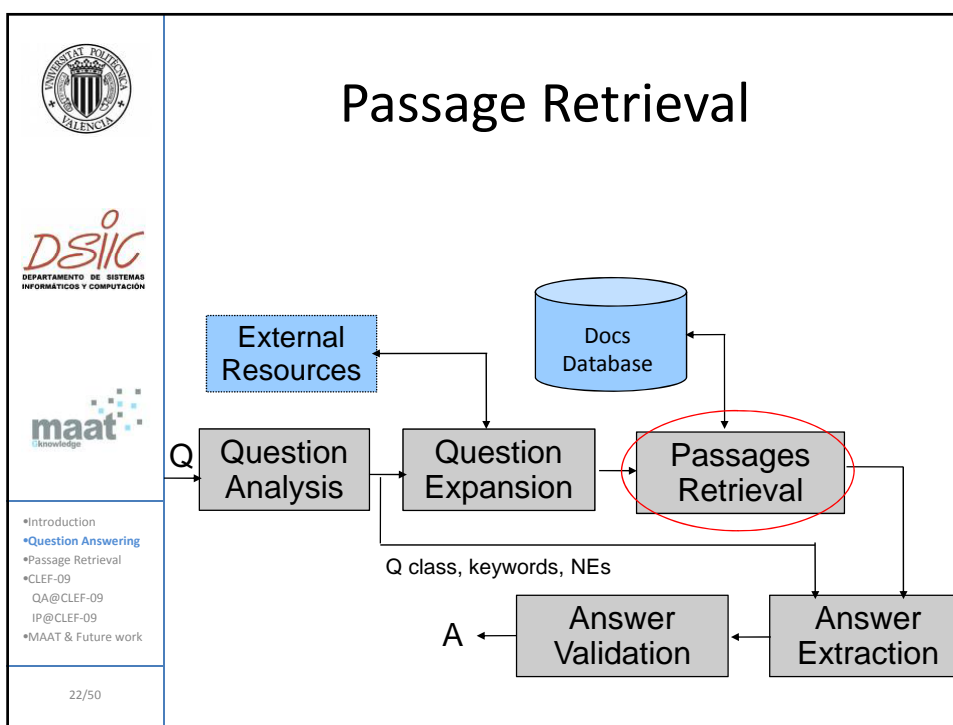 UNIVERSITAT POLITÈCNICA
VALENCIA
Passage Retrieval
DSiiC
DEPARTAMENTO DE SISTEMAS
INFORMÁTICOS Y COMPUTACIÓN
maat
knowledge
External
Resources
Docs
Database
Q
Question
Analysis
Question
Expansion
Passages
Retrieval
Q class, keywords, NEs
A
Answer
Validation
Answer
Extraction
•Introduction
•Question Answering
•Passage Retrieval
•CLEF-09
QA@CLEF-09
IP@CLEF-09
•MAAT & Future work
22/50